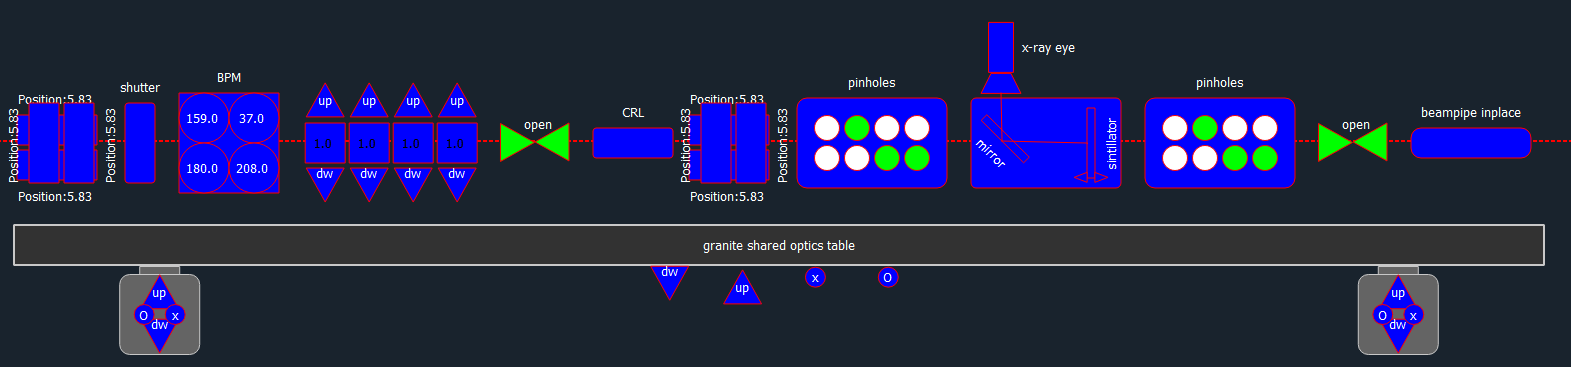 x-ray eye
BPM
shutter
pinholes
pinholes
Position:5.83
Position:5.83
Position:5.83
Position:5.83
159.0
37.0
180.0
208.0
up
up
up
up
1.0
1.0
1.0
1.0
dw
dw
dw
dw
open
CRL
Position:5.83
Position:5.83
Position:5.83
Position:5.83
mirror
sintillator
open
beampipe inplace
granite shared optics table
dw
up
x
O
up
O
x
dw
up
O
x
dw